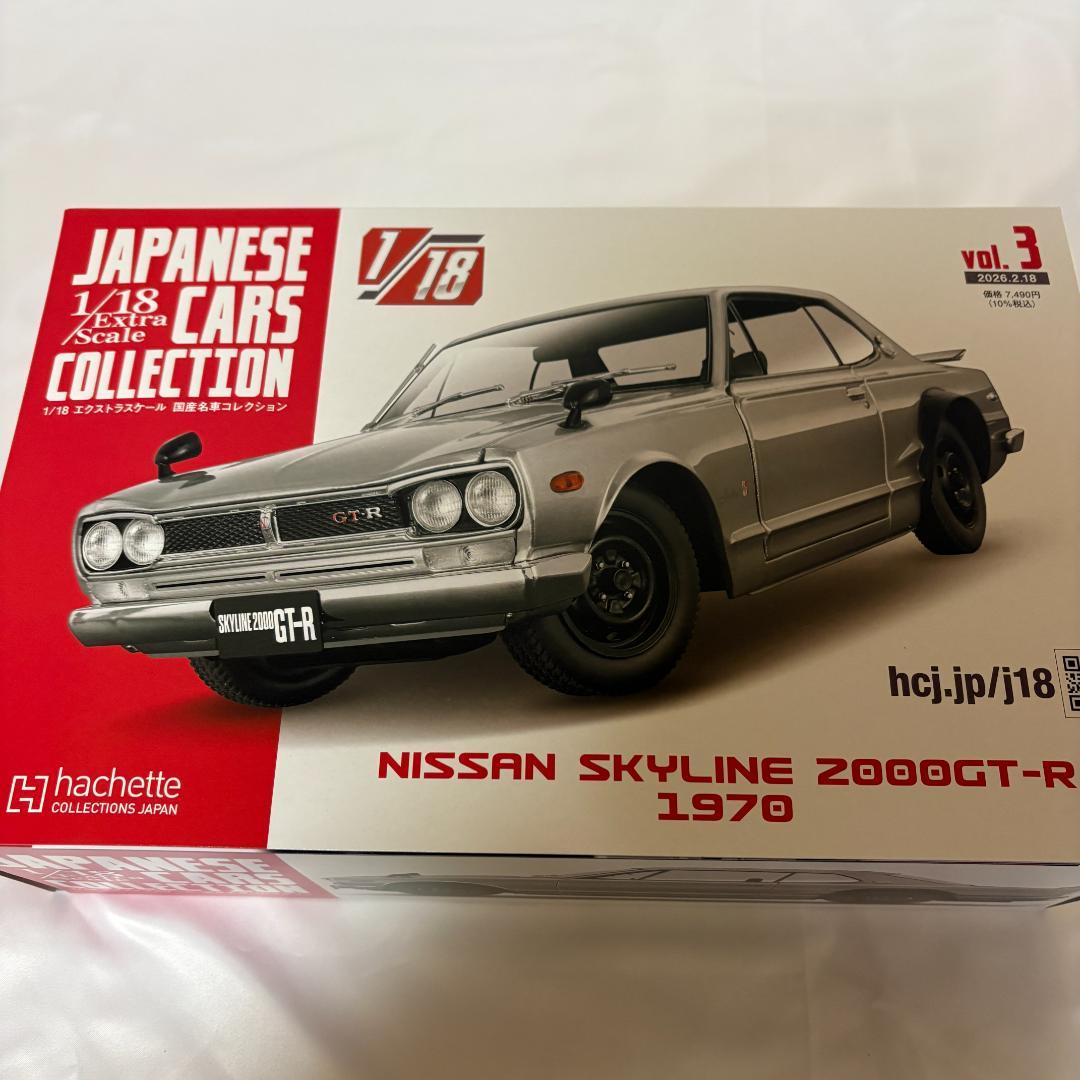 JAPANESE
1/18
Extra
Scale
CARS
COLLECTION
1/18 エクストラスケール 国産名車コレクション
1/18
vol. 3
2026.2.18
価格 7,490円
(10%税込)
GT-R
SKYLINE 2000 GT-R
hcj.jp/j18
hachette
COLLECTIONS JAPAN
NISSAN SKYLINE 2000GT-R
1970
JAPANESE
CARS
COLLECTION